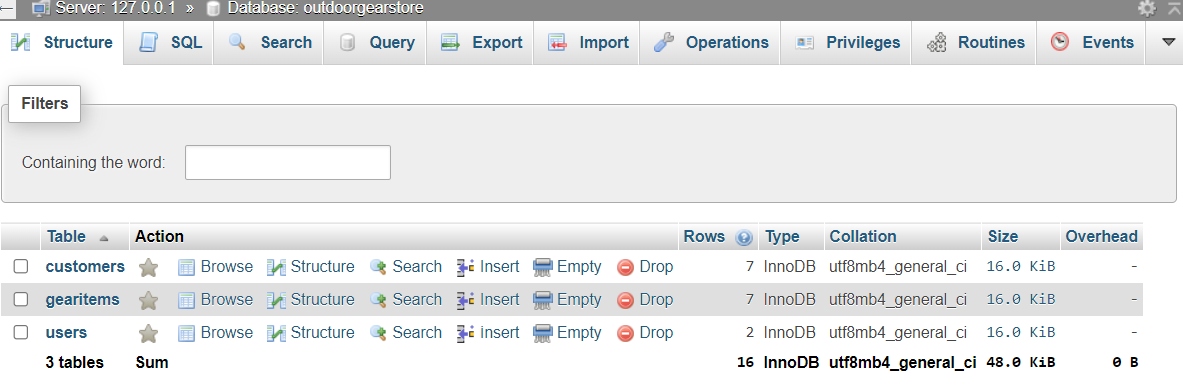 Server: 127.0.0.1 » Database: outdoorgearstore
Structure SQL Search Query Export Import Operations Privileges Routines Events
Filters
Containing the word:
Table Action Rows Type Collation Size Overhead
customers Browse Structure Search Insert Empty Drop 7 InnoDB utf8mb4_general_ci 16.0 KiB -
gearitems Browse Structure Search Insert Empty Drop 7 InnoDB utf8mb4_general_ci 16.0 KiB -
users Browse Structure Search Insert Empty Drop 2 InnoDB utf8mb4_general_ci 16.0 KiB -
3 tables Sum 16 InnoDB utf8mb4_general_ci 48.0 KiB 0 B